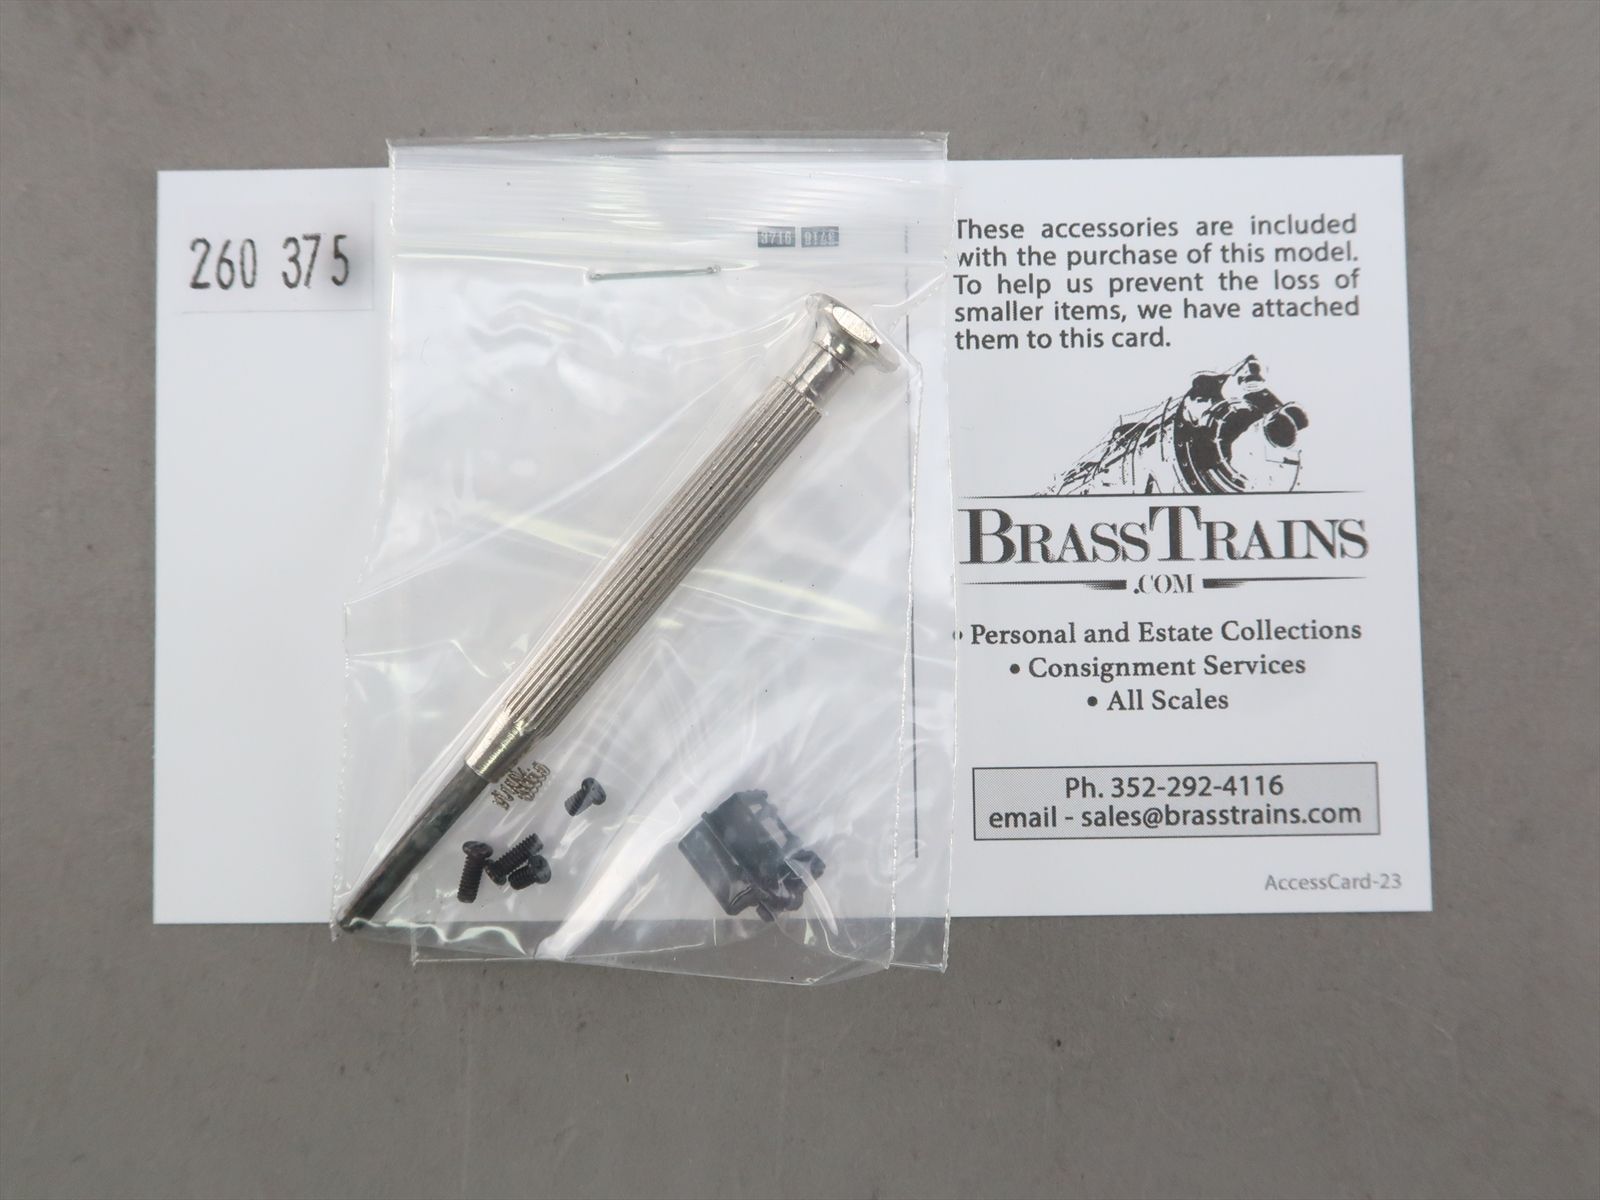 260 375
3716 3716
These accessories are included
with the purchase of this model.
To help us prevent the loss of
smaller items, we have attached
them to this card.
BRASSTRAINS
.COM
• Personal and Estate Collections
• Consignment Services
• All Scales
Ph. 352-292-4116
email - sales@brasstrains.com
AccessCard-23